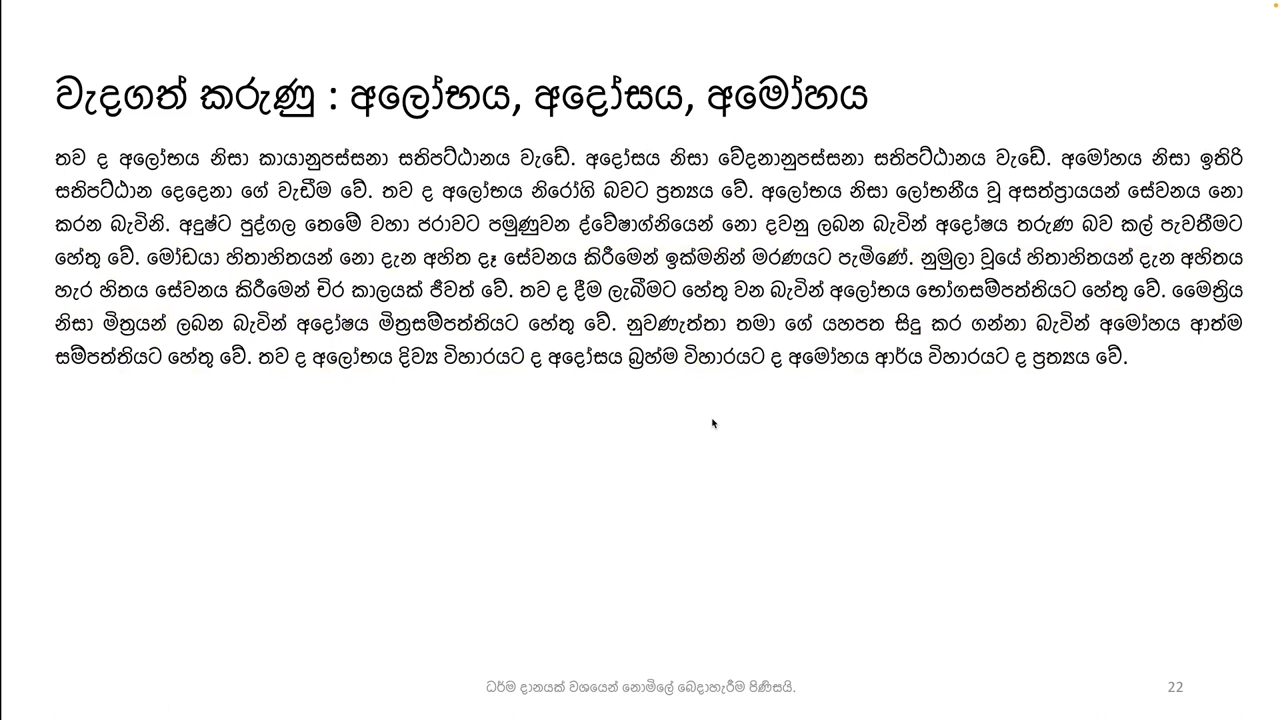 වැදගත් කරුණු : අලෝභය, අදෝසය, අමෝහය
තව ද අලෝභය නිසා කායානුපස්සනා සතිපට්ඨානය වැඩේ. අදෝසය නිසා වේදනානුපස්සනා සතිපට්ඨානය වැඩේ. අමෝහය නිසා ඉතිරි
සතිපට්ඨාන දෙදෙනා ගේ වැඩීම වේ. තව ද අලෝභය නිරෝගි බවට ප්‍රත්‍යය වේ. අලෝභය නිසා ලෝභනීය වූ අසත්ප්‍රායයන් සේවනය නො
කරන බැවිනි. අදුෂ්ට පුද්ගල තෙමේ වහා ජරාවට පමුණුවන ද්වේෂාග්නියෙන් නො දවනු ලබන බැවින් අදෝෂය තරුණ බව කල් පැවතීමට
හේතු වේ. මෝඩයා හිතාහිතයන් නො දැන අහිත දෑ සේවනය කිරීමෙන් ඉක්මනින් මරණයට පැමිණේ. නුමුලා වූයේ හිතාහිතයන් දැන අහිතය
හැර හිතය සේවනය කිරීමෙන් චිර කාලයක් ජීවත් වේ. තව ද දීම ලැබීමට හේතු වන බැවින් අලෝභය භෝගසම්පත්තියට හේතු වේ. මෛත්‍රිය
නිසා මිත්‍රයන් ලබන බැවින් අදෝෂය මිත්‍රසම්පත්තියට හේතු වේ. නුවණැත්තා තමා ගේ යහපත සිදු කර ගන්නා බැවින් අමෝහය ආත්ම
සම්පත්තියට හේතු වේ. තව ද අලෝභය දිව්‍ය විහාරයට ද අදෝසය බ්‍රහ්ම විහාරයට ද අමෝහය ආර්ය විහාරයට ද ප්‍රත්‍යය වේ.
ධර්ම දානයක් වශයෙන් නොමිලේ බෙදාහැරීම පිණිසයි.
22